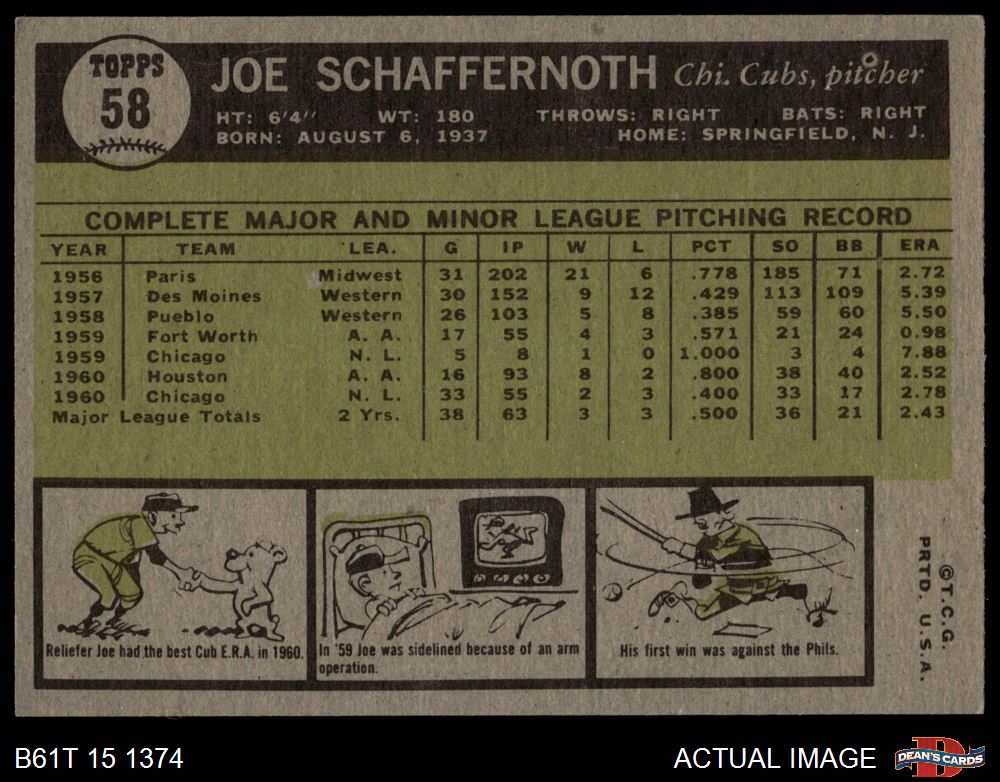 TOPPS
58
JOE SCHAFFERNOTH Chi. Cubs, pitcher
HT: 6'4" WT: 180 THROWS: RIGHT BATS: RIGHT
BORN: AUGUST 6, 1937 HOME: SPRINGFIELD, N. J.
COMPLETE MAJOR AND MINOR LEAGUE PITCHING RECORD
YEAR TEAM LEA. G IP W L PCT SO BB ERA
1956 Paris Midwest 31 202 21 6 .778 185 71 2.72
1957 Des Moines Western 30 152 9 12 .429 113 109 5.39
1958 Pueblo Western 26 103 5 8 .385 59 60 5.50
1959 Fort Worth A. A. 17 55 4 3 .571 21 24 0.98
1959 Chicago N. L. 5 8 1 0 1.000 3 4 7.88
1960 Houston A. A. 16 93 8 2 .800 38 40 2.52
1960 Chicago N. L. 33 55 2 3 .400 33 17 2.78
Major League Totals 2 Yrs. 38 63 3 3 .500 36 21 2.43
Reliefer Joe had the best Cub E.R.A. in 1960.
In '59 Joe was sidelined because of an arm
operation.
His first win was against the Phils.
©T.C.G.
PRTD. U.S.A.
B61T 15 1374
ACTUAL IMAGE
D
DEAN'S CARDS